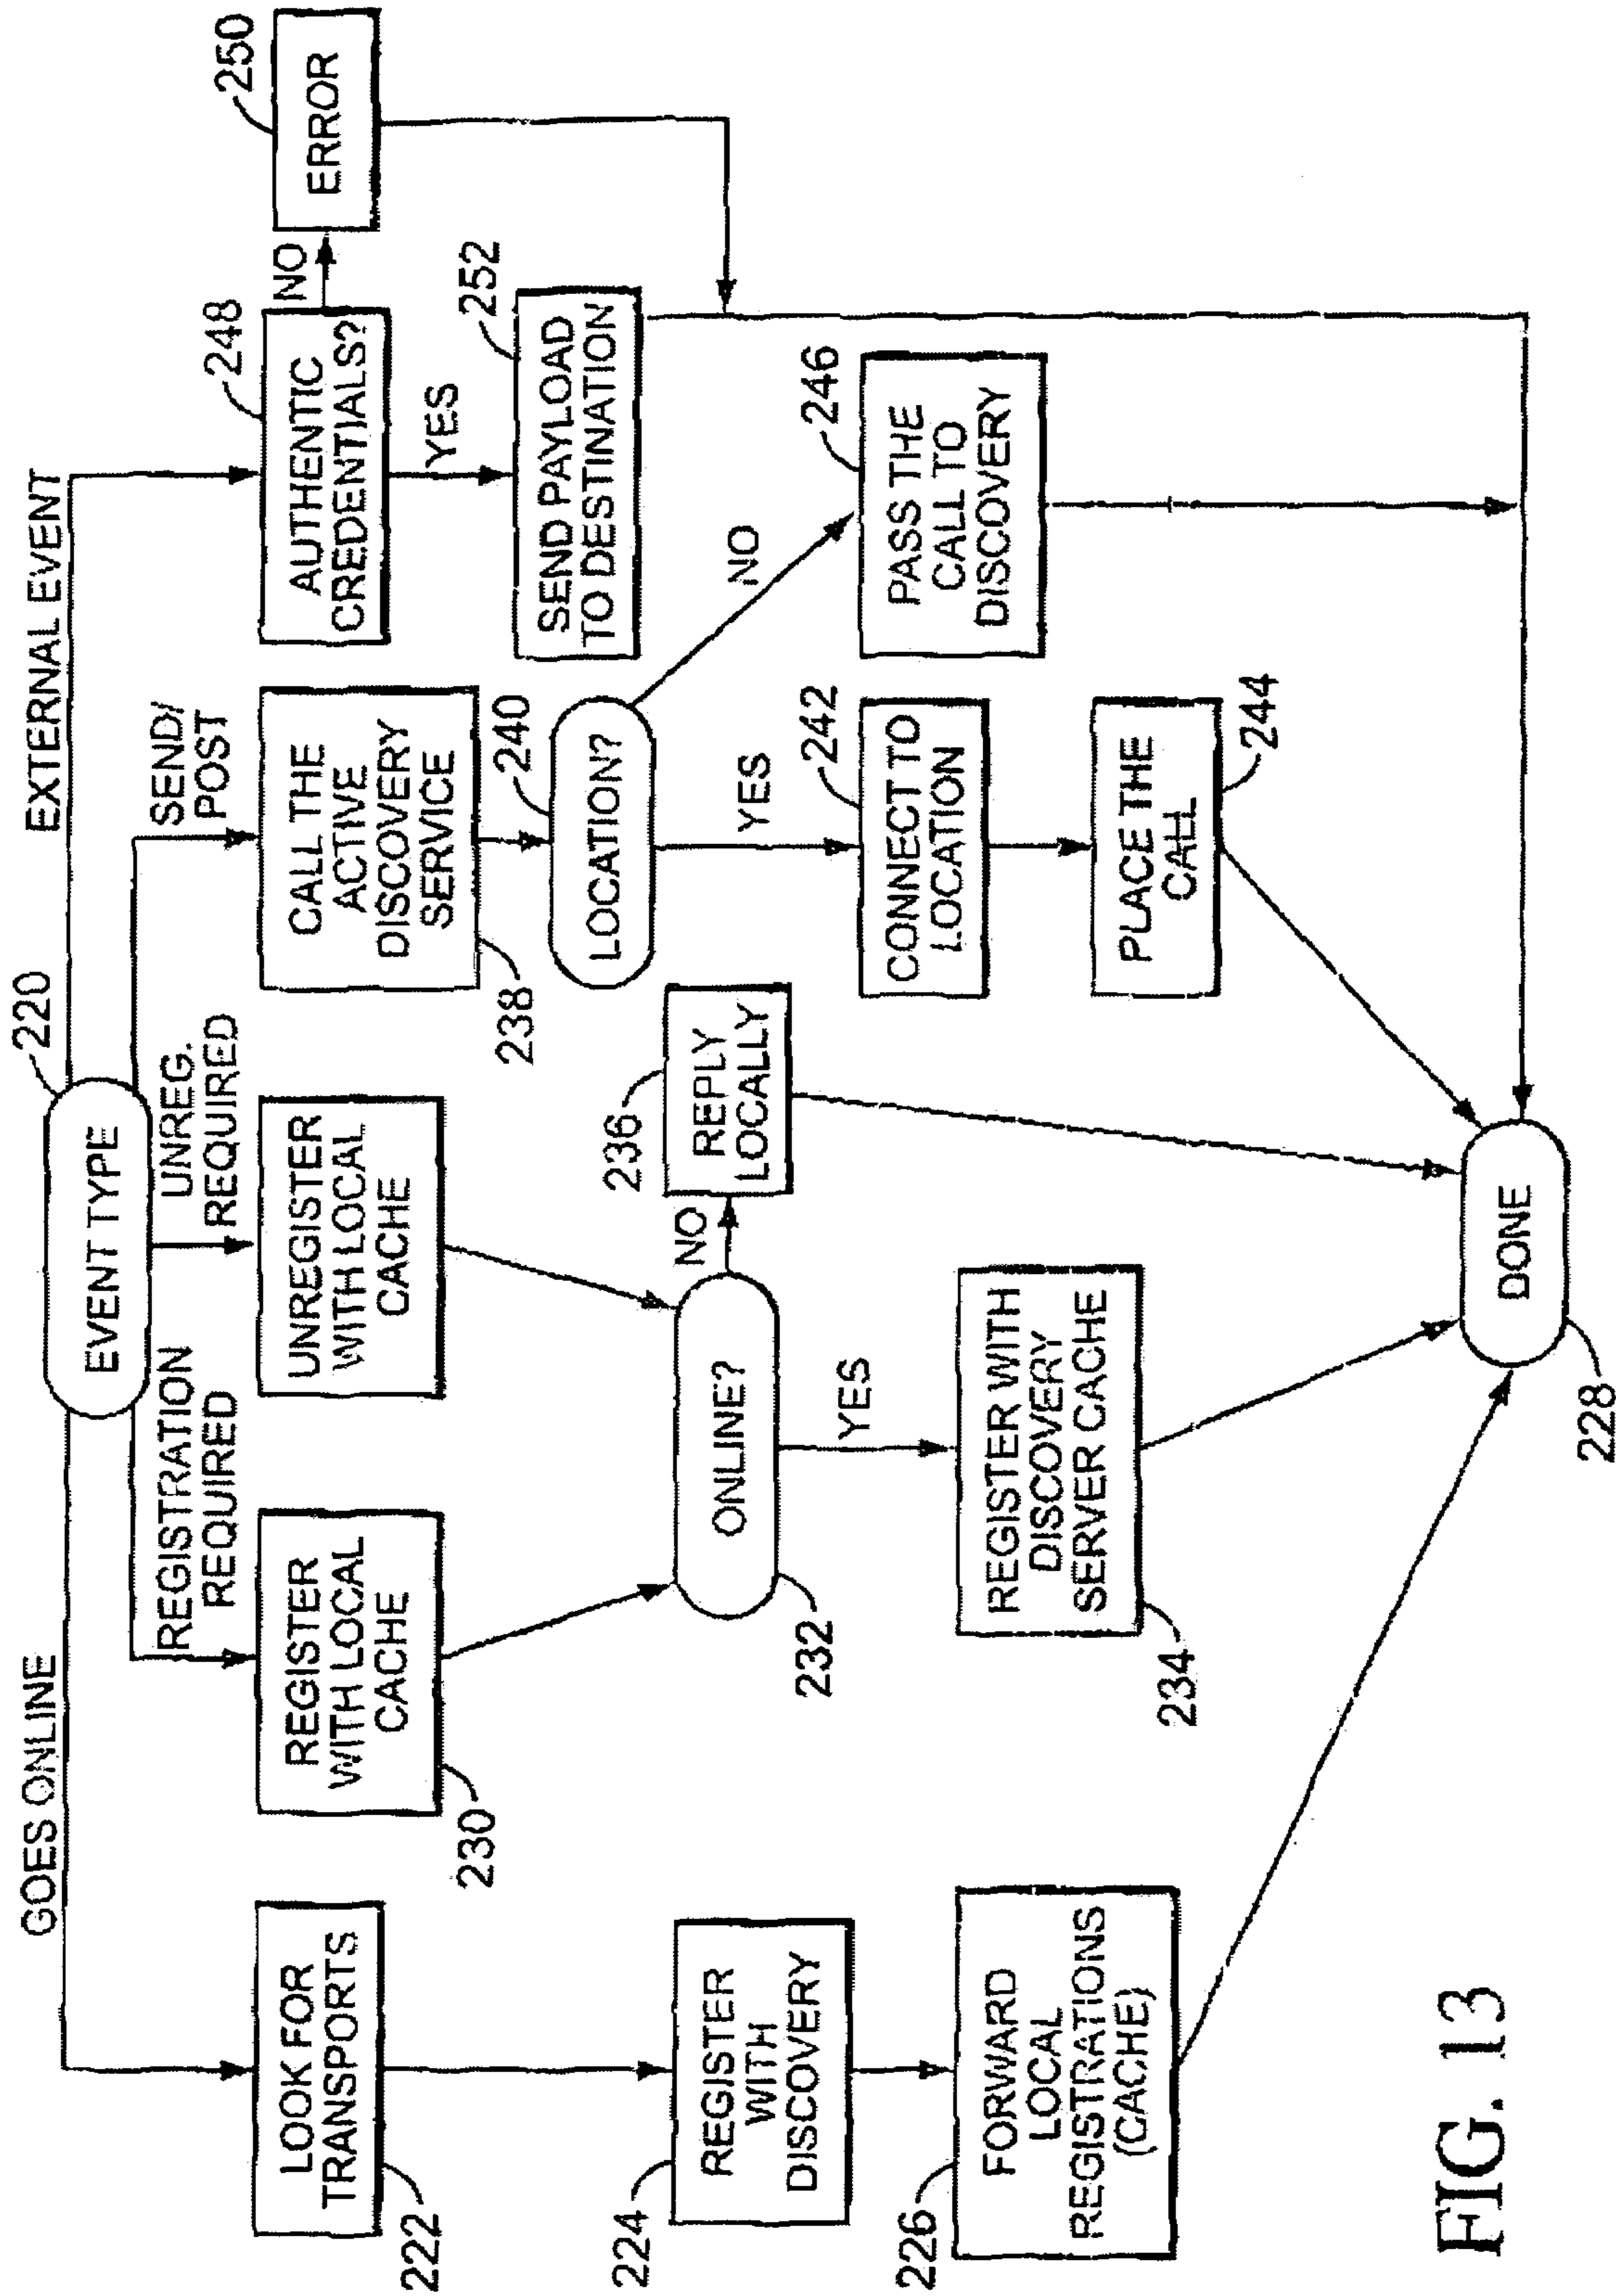 220
EVENT TYPE
GOES ONLINE
REGISTRATION
REQUIRED
UNREG.
REQUIRED
SEND/
POST
EXTERNAL EVENT
LOOK FOR
TRANSPORTS
222
REGISTER
WITH LOCAL
CACHE
230
UNREGISTER
WITH LOCAL
CACHE
CALL THE
ACTIVE
DISCOVERY
SERVICE
238
AUTHENTIC
CREDENTIALS?
248
NO
ERROR
250
YES
SEND PAYLOAD
TO DESTINATION
252
240
LOCATION?
NO
YES
REGISTER
WITH
DISCOVERY
224
ONLINE?
232
NO
REPLY
LOCALLY
236
YES
CONNECT TO
LOCATION
242
PASS THE
CALL TO
DISCOVERY
246
FORWARD
LOCAL
REGISTRATIONS
(CACHE)
226
REGISTER WITH
DISCOVERY
SERVER CACHE
234
PLACE THE
CALL
244
DONE
228
FIG. 13